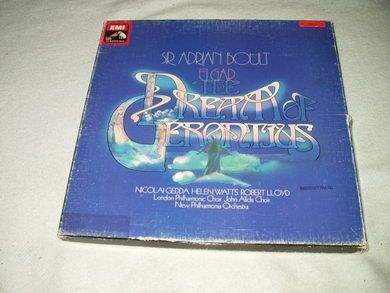 EMI
SIR ADRIAN BOULT
ELGAR
THE
DREAM OF
GERONTIUS
NICOLAI GEDDA HELEN WATTS ROBERT LLOYD
London Philharmonic Choir John Alldis Choir
New Philharmonia Orchestra